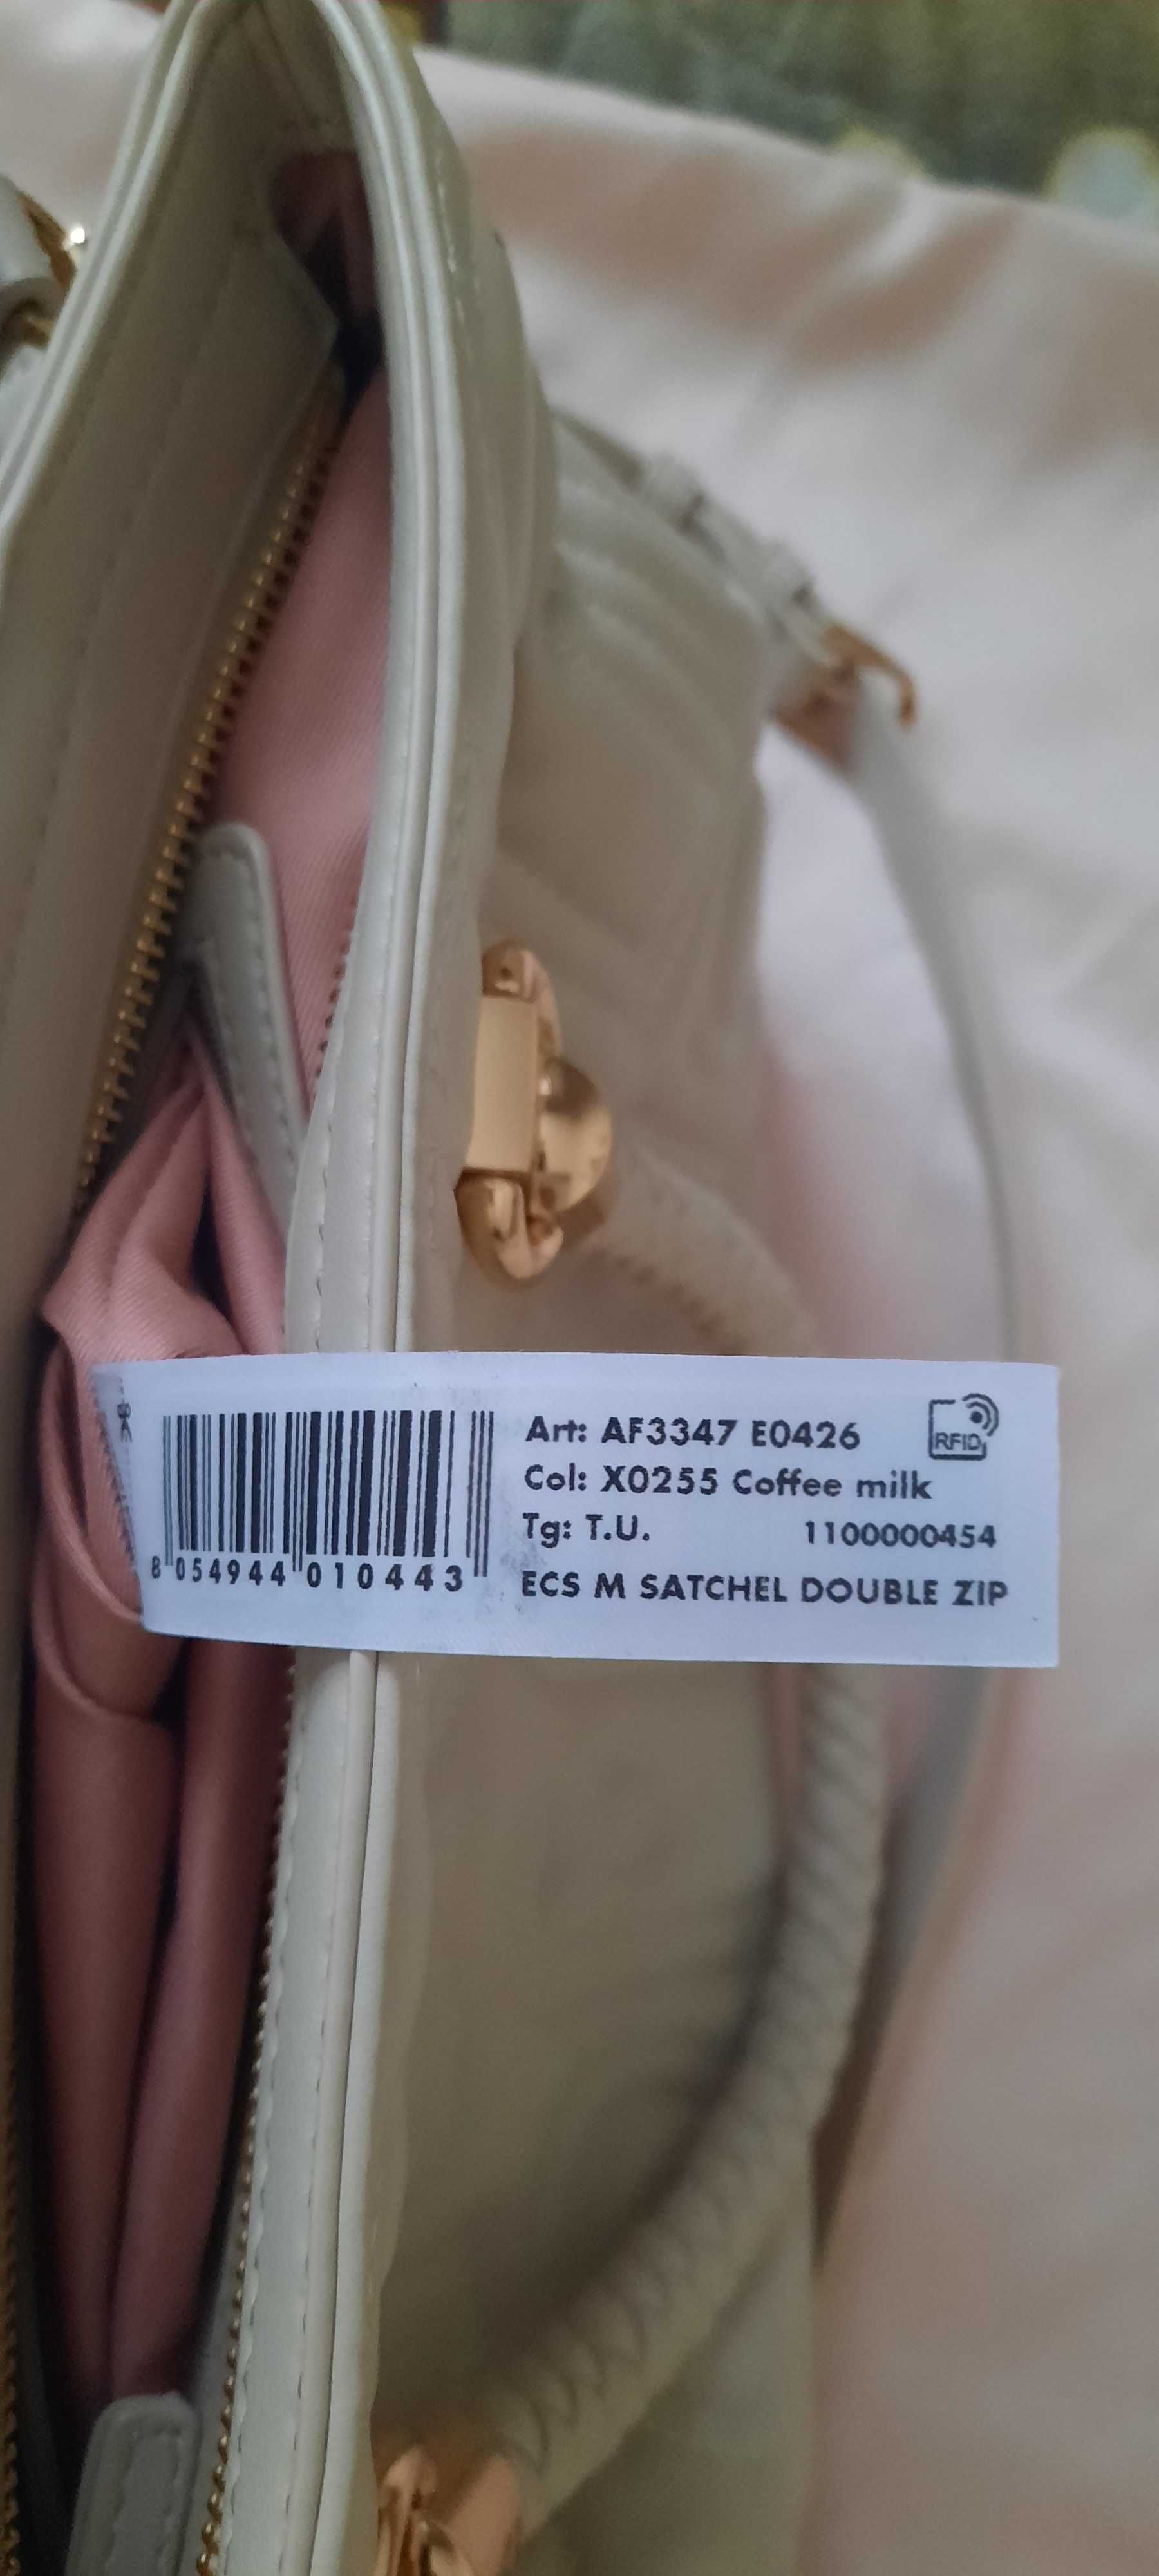 Art: AF3347 E0426
RFID
Col: X0255 Coffee milk
Tg: T.U. 1100000454
8 054944 010443
ECS M SATCHEL DOUBLE ZIP